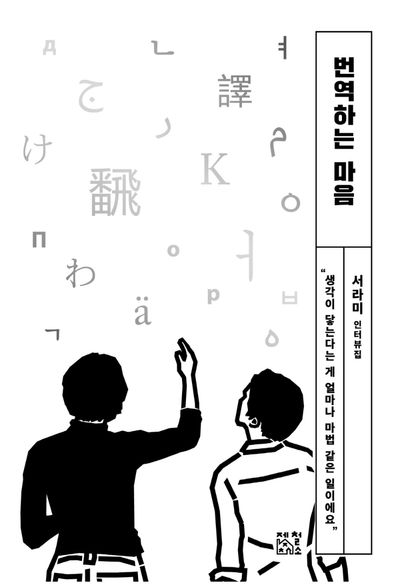 번역하는 마음
서라미 인터뷰집
“생각이 닿는다는 게 얼마나 마법 같은 일이에요”
д ㄴ ㅕ
ج 譯
け ر
翻 K
ㅇ
п ㅓ
わ о
ä р ㅂ
ㄱ ㅎ
제철소